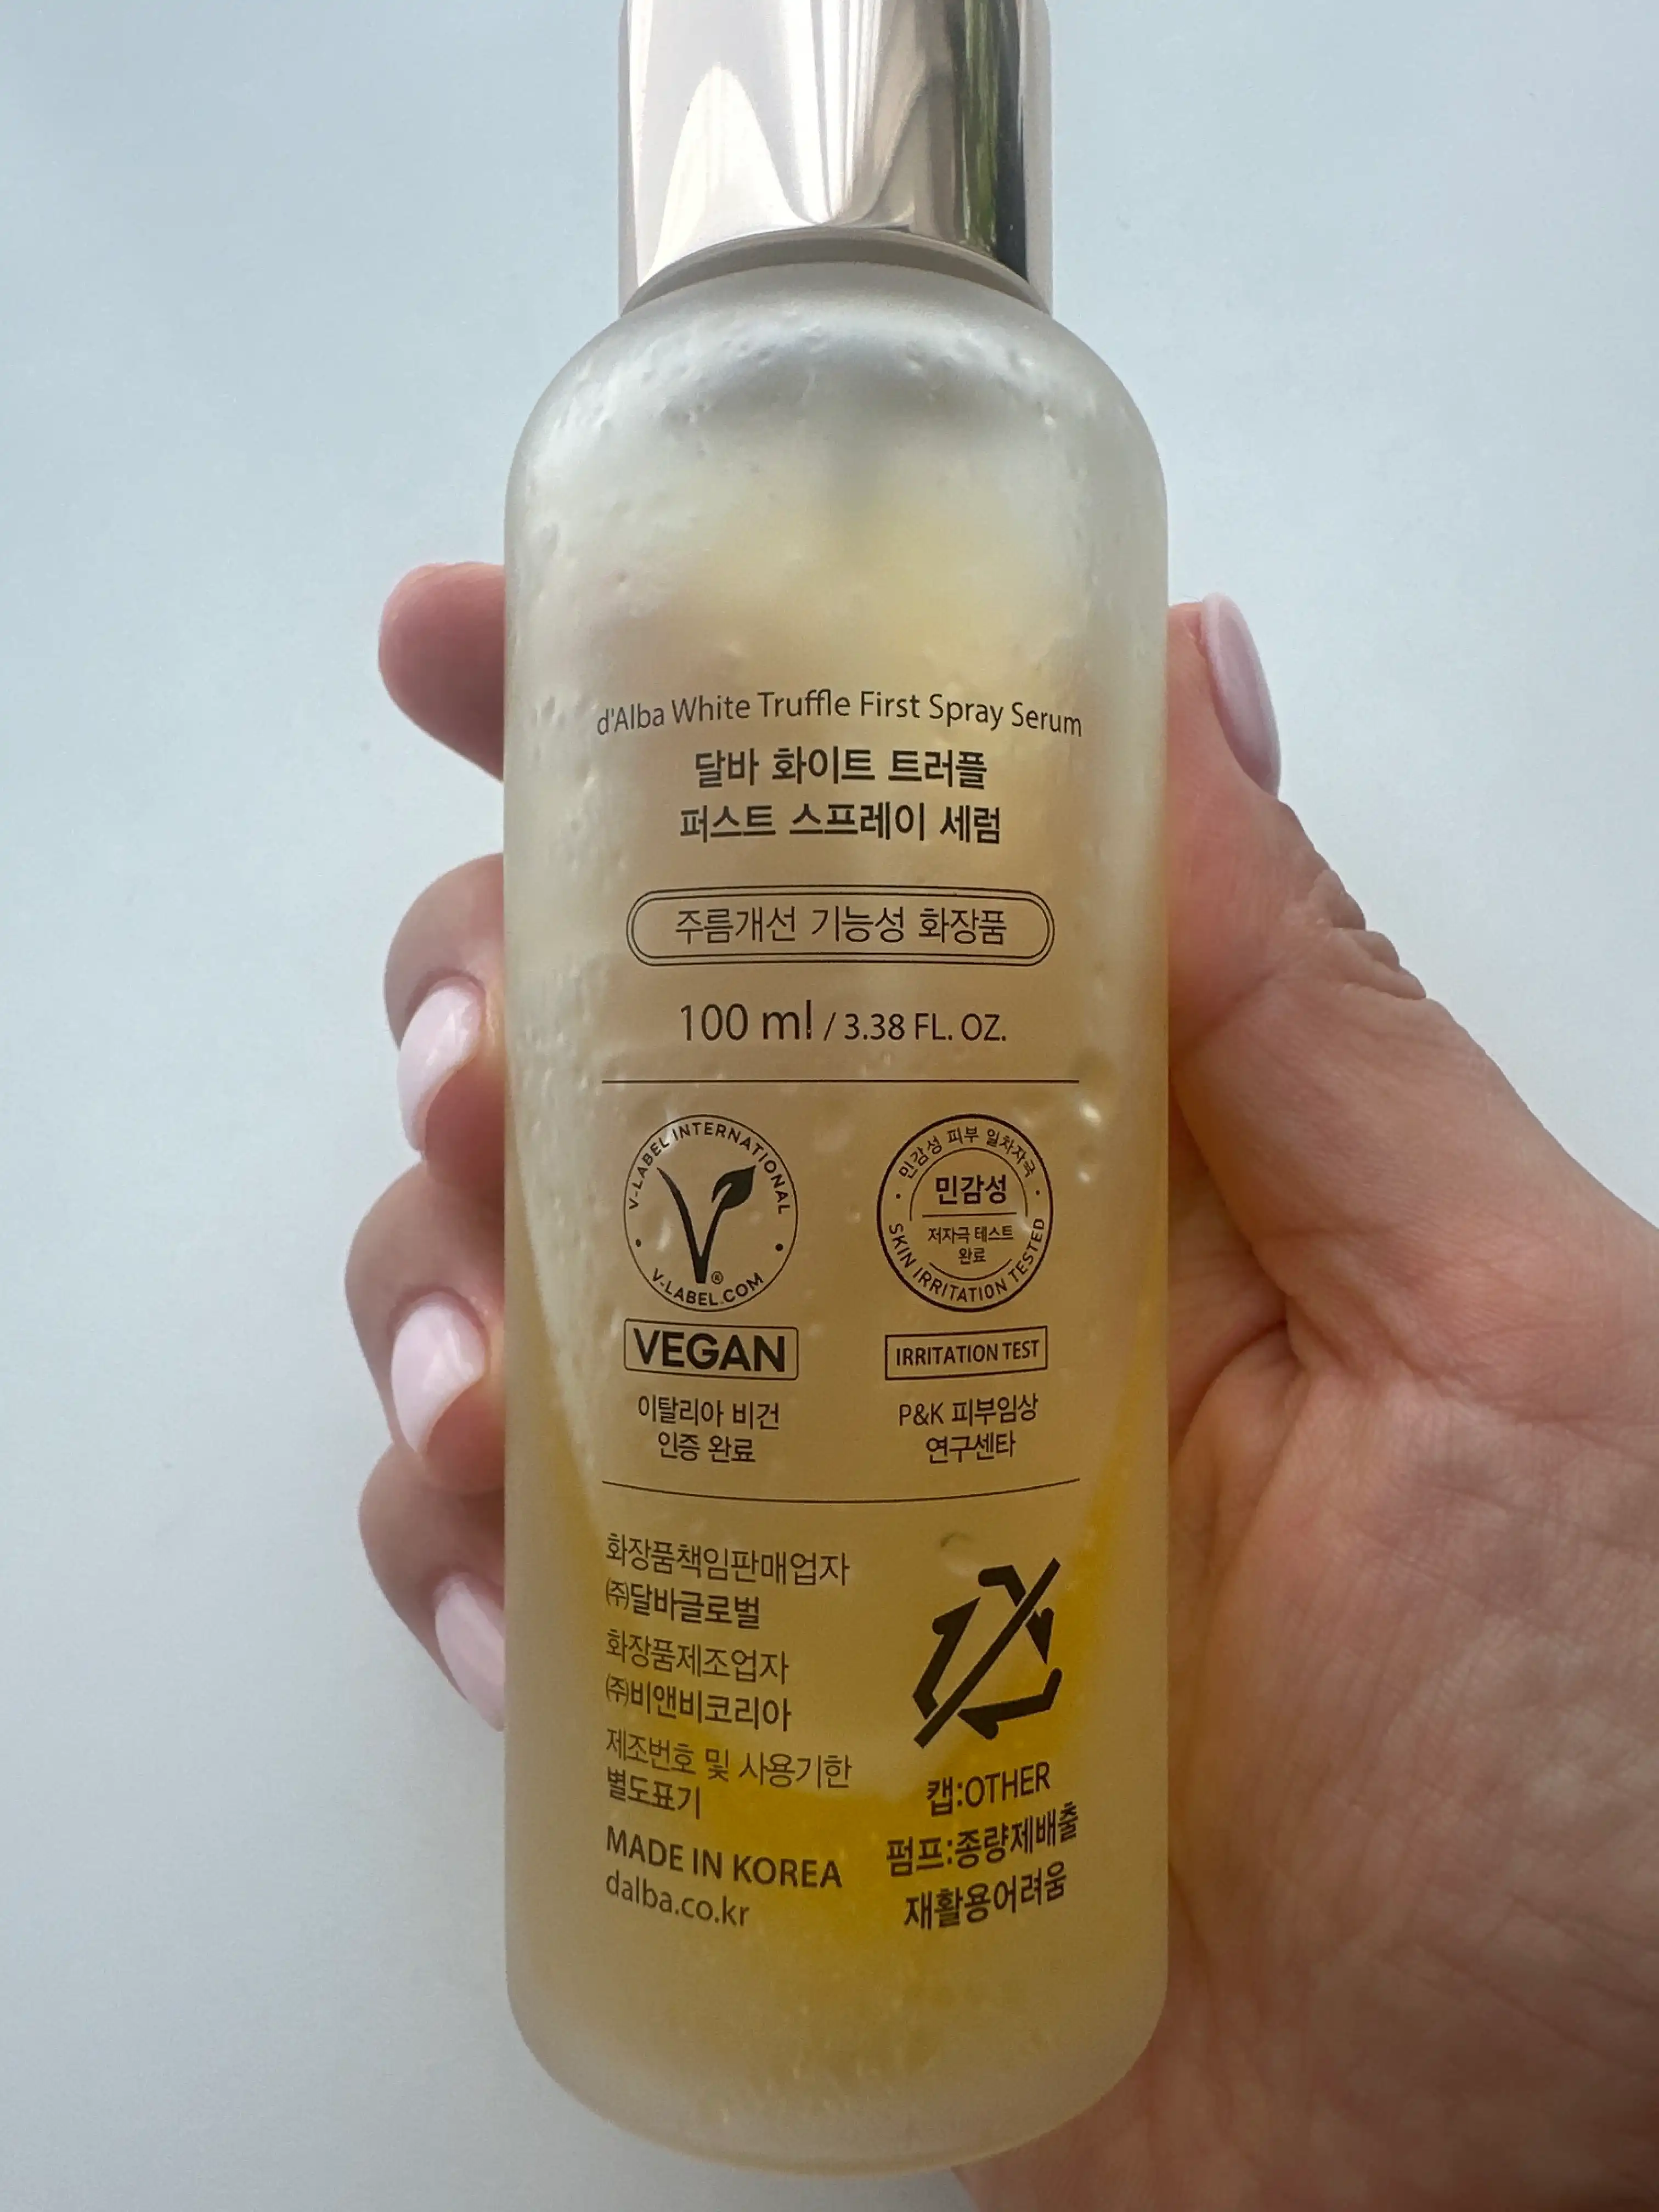 d'Alba White Truffle First Spray Serum
달바 화이트 트러플
퍼스트 스프레이 세럼
주름개선 기능성 화장품
100 ml / 3.38 FL. OZ.
V-LABEL INTERNATIONAL
V
®
V-LABEL.COM
VEGAN
이탈리아 비건
인증 완료
민감성 피부 일차자극
민감성
저자극 테스트
완료
SKIN IRRITATION TESTED
IRRITATION TEST
P&K 피부임상
연구센타
화장품책임판매업자
㈜달바글로벌
화장품제조업자
㈜비앤비코리아
제조번호 및 사용기한
별도표기
MADE IN KOREA
dalba.co.kr
캡:OTHER
펌프:종량제배출
재활용어려움